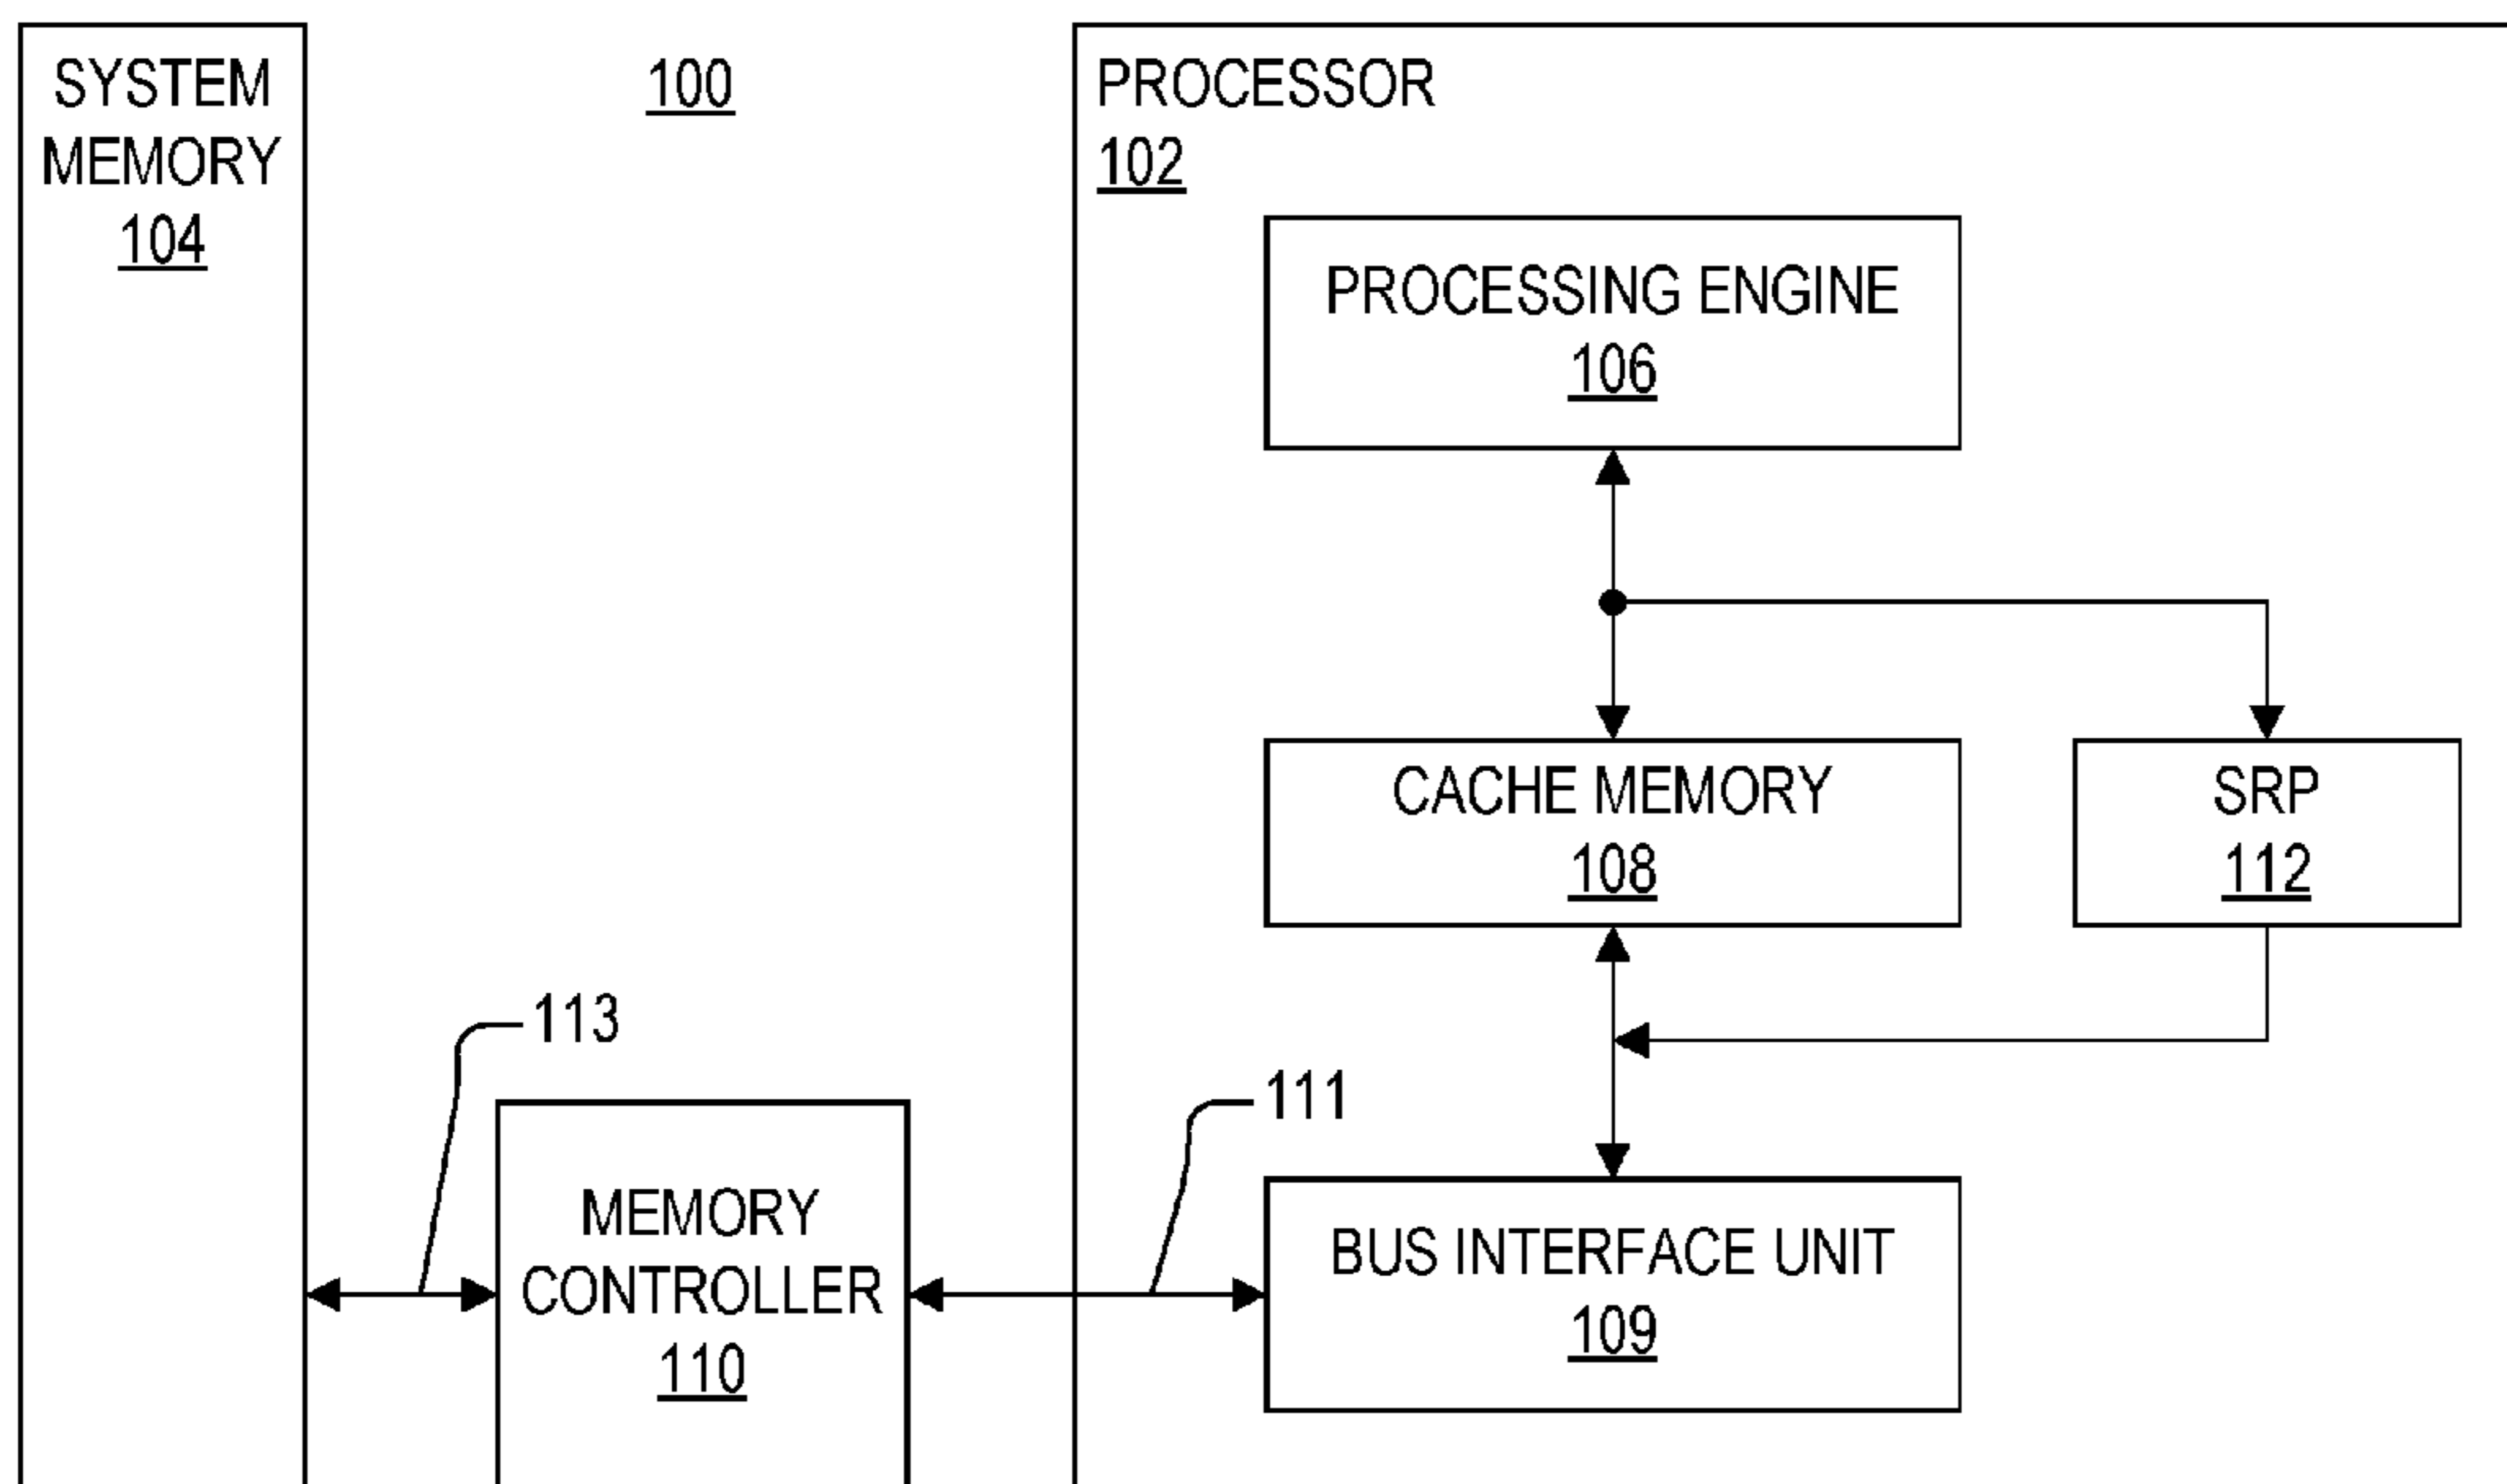 SYSTEM
MEMORY
104
100
PROCESSOR
102
PROCESSING ENGINE
106
CACHE MEMORY
108
SRP
112
113
111
MEMORY
CONTROLLER
110
BUS INTERFACE UNIT
109